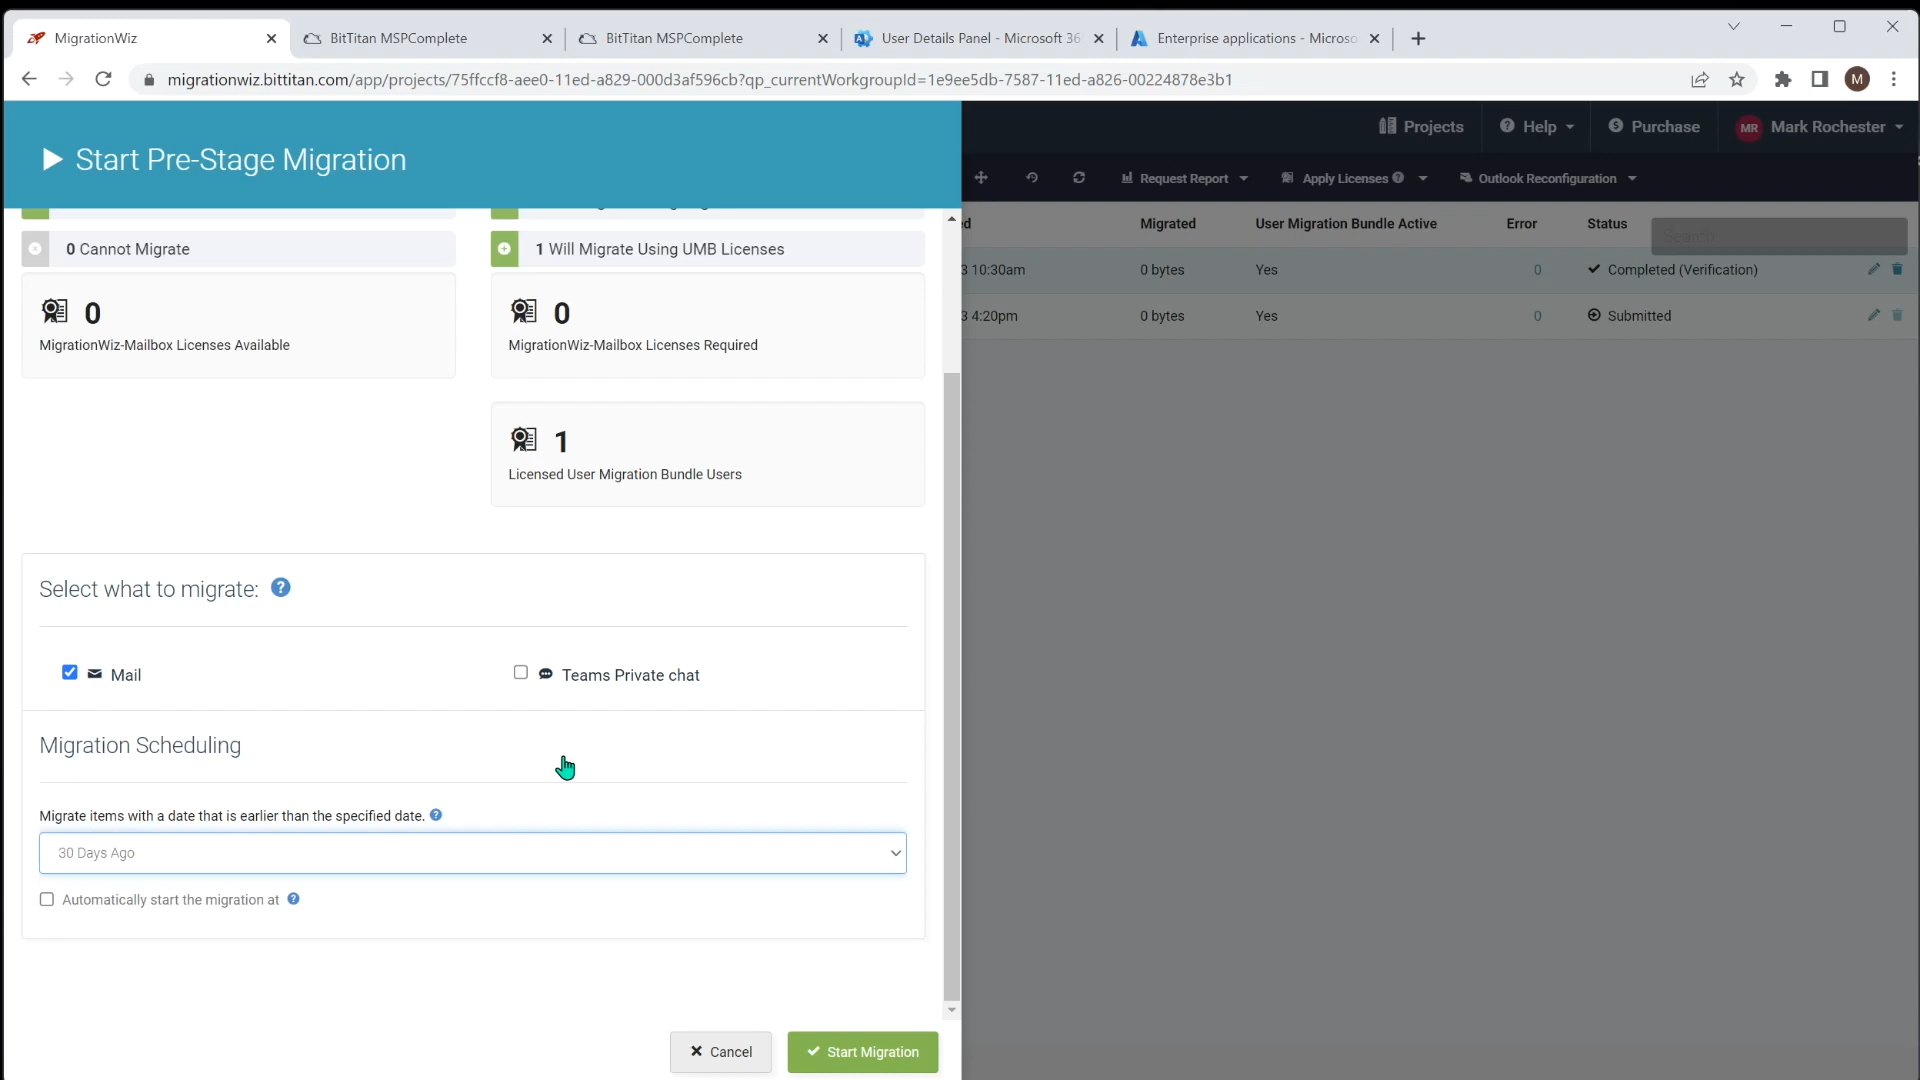 MigrationWiz
BitTitan MSPComplete
BitTitan MSPComplete
User Details Panel - Microsoft 36
Enterprise applications - Microso
migrationwiz.bittitan.com/app/projects/75ffccf8-aee0-11ed-a829-000d3af596cb?qp_currentWorkgroupId=1e9ee5db-7587-11ed-a826-00224878e3b1
M
Start Pre-Stage Migration
Projects
Help
Purchase
MR Mark Rochester
Request Report
Apply Licenses
Outlook Reconfiguration
0 Cannot Migrate
1 Will Migrate Using UMB Licenses
0
MigrationWiz-Mailbox Licenses Available
0
MigrationWiz-Mailbox Licenses Required
1
Licensed User Migration Bundle Users
Select what to migrate: ?
Mail
Teams Private chat
Migration Scheduling
Migrate items with a date that is earlier than the specified date. ?
30 Days Ago
Automatically start the migration at ?
Cancel
Start Migration
ed Migrated User Migration Bundle Active Error Status
Search
3 10:30am 0 bytes Yes 0 Completed (Verification)
3 4:20pm 0 bytes Yes 0 Submitted